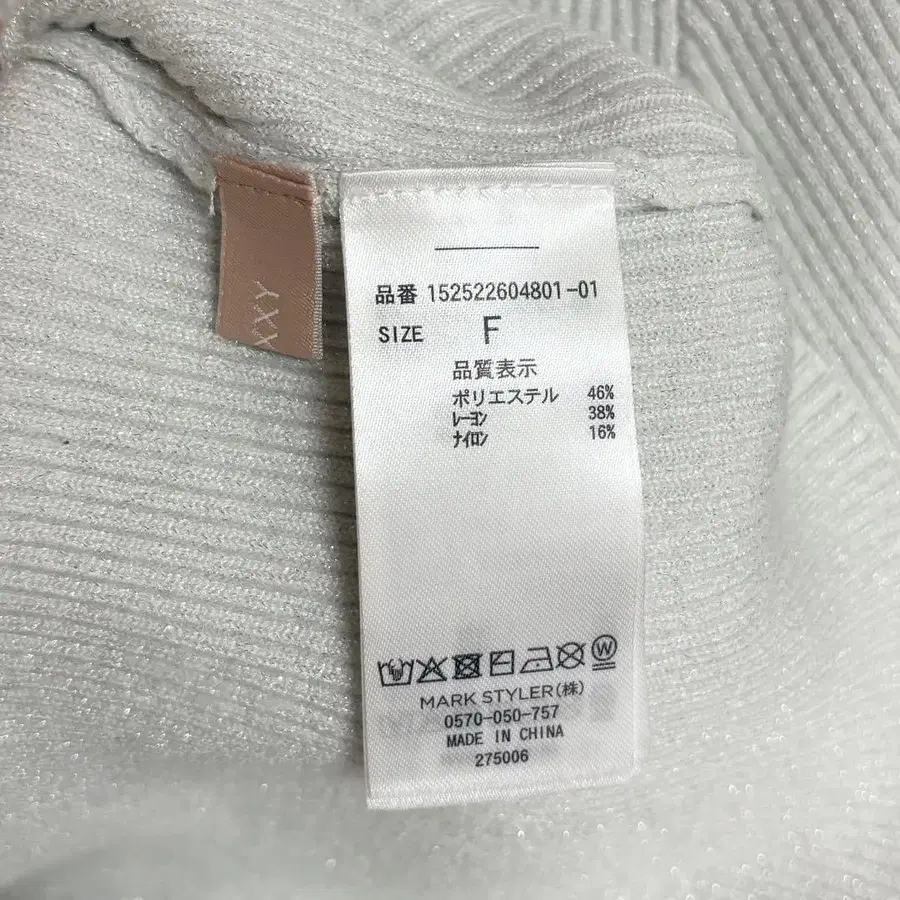 XXY
品番 152522604801-01
SIZE F
品質表示
ポリエステル 46%
レーヨン 38%
ナイロン 16%
W
MARK STYLER(株)
0570-050-757
MADE IN CHINA
275006